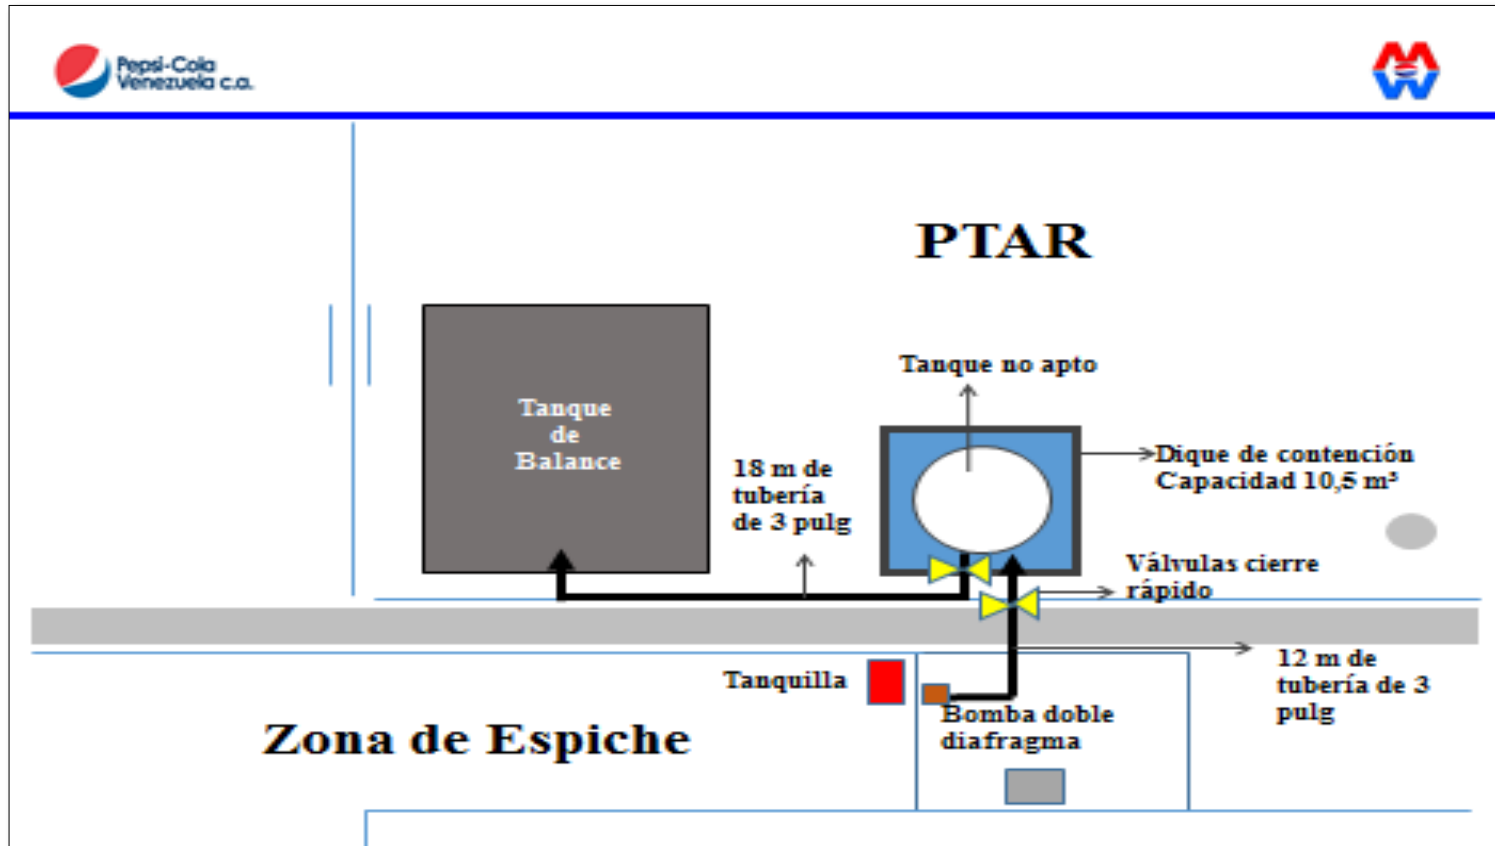 Pepsi-Cola
Venezuela c.a.
PTAR
Tanque no apto
Tanque
de
Balance
18 m de
tubería
de 3 pulg
Dique de contención
Capacidad 10,5 m³
Válvulas cierre
rápido
12 m de
tubería de 3
pulg
Tanquilla
Bomba doble
diafragma
Zona de Espiche